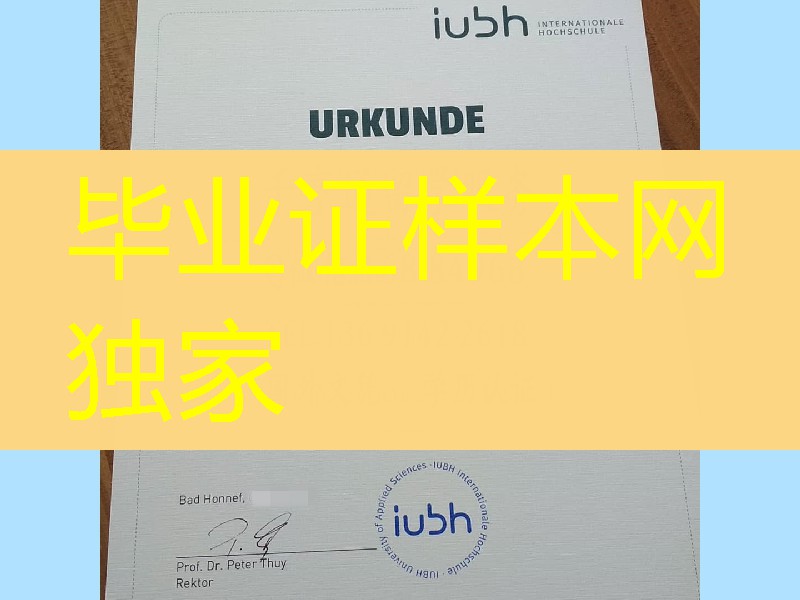 iubh INTERNATIONALE
HOCHSCHULE
URKUNDE
毕业证样本网
独家
Bad Honnef,
Prof. Dr. Peter Thuy
Rektor
IUBH University of Applied Sciences · IUBH Internationale Hochschule ·
iubh